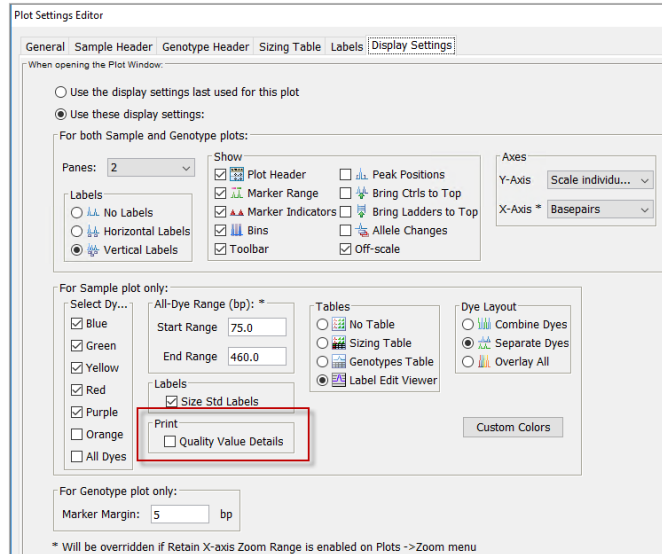 Plot Settings Editor
General Sample Header Genotype Header Sizing Table Labels Display Settings
When opening the Plot Window:
Use the display settings last used for this plot
Use these display settings:
For both Sample and Genotype plots:
Panes: 2
Labels
No Labels
Horizontal Labels
Vertical Labels
Show
Plot Header
Marker Range
Marker Indicators
Bins
Toolbar
Peak Positions
Bring Ctrls to Top
Bring Ladders to Top
Allele Changes
Off-scale
Axes
Y-Axis Scale individu...
X-Axis * Basepairs
For Sample plot only:
Select Dy...
Blue
Green
Yellow
Red
Purple
Orange
All Dyes
All-Dye Range (bp): *
Start Range 75.0
End Range 460.0
Labels
Size Std Labels
Print
Quality Value Details
Tables
No Table
Sizing Table
Genotypes Table
Label Edit Viewer
Dye Layout
Combine Dyes
Separate Dyes
Overlay All
Custom Colors
For Genotype plot only:
Marker Margin: 5 bp
* Will be overridden if Retain X-axis Zoom Range is enabled on Plots ->Zoom menu